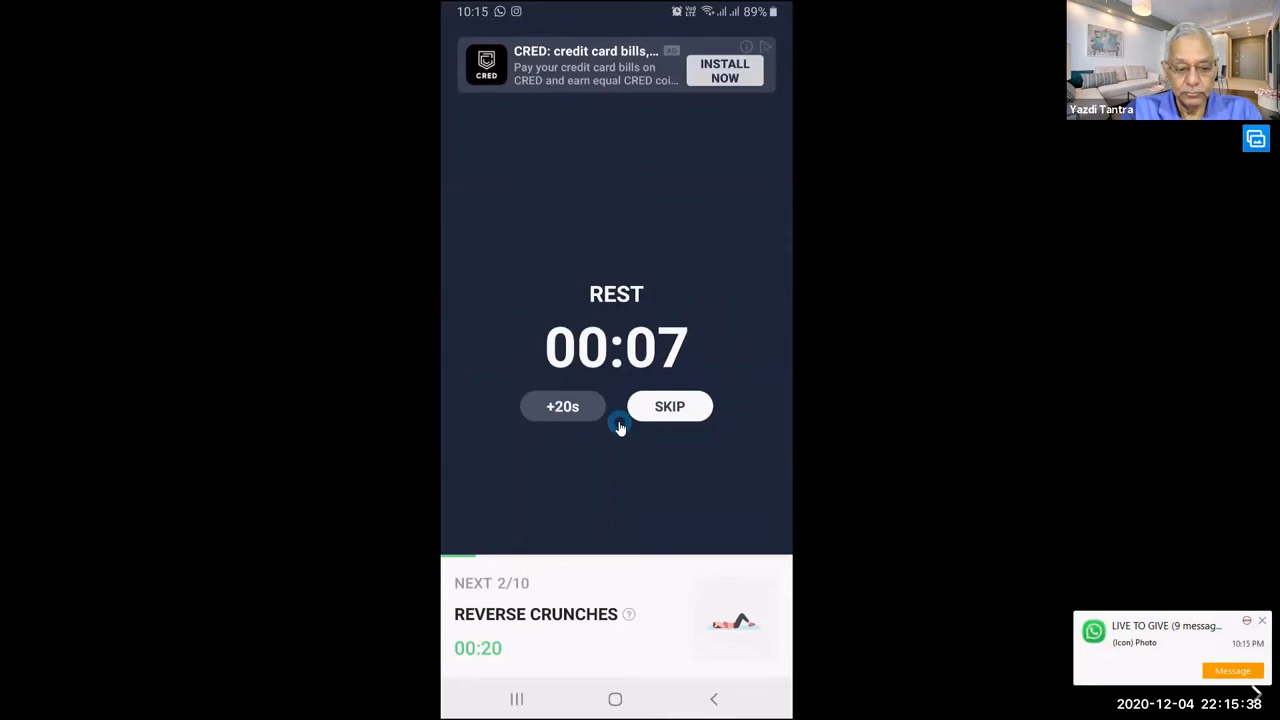 10:15
89%
CRED: credit card bills,... AD
Pay your credit card bills on
CRED and earn equal CRED coi...
INSTALL
NOW
CRED
Yazdi Tantra
REST
00:07
+20s
SKIP
NEXT 2/10
REVERSE CRUNCHES ?
00:20
LIVE TO GIVE (9 messag...
(Icon) Photo
10:15 PM
Message
2020-12-04 22:15:38